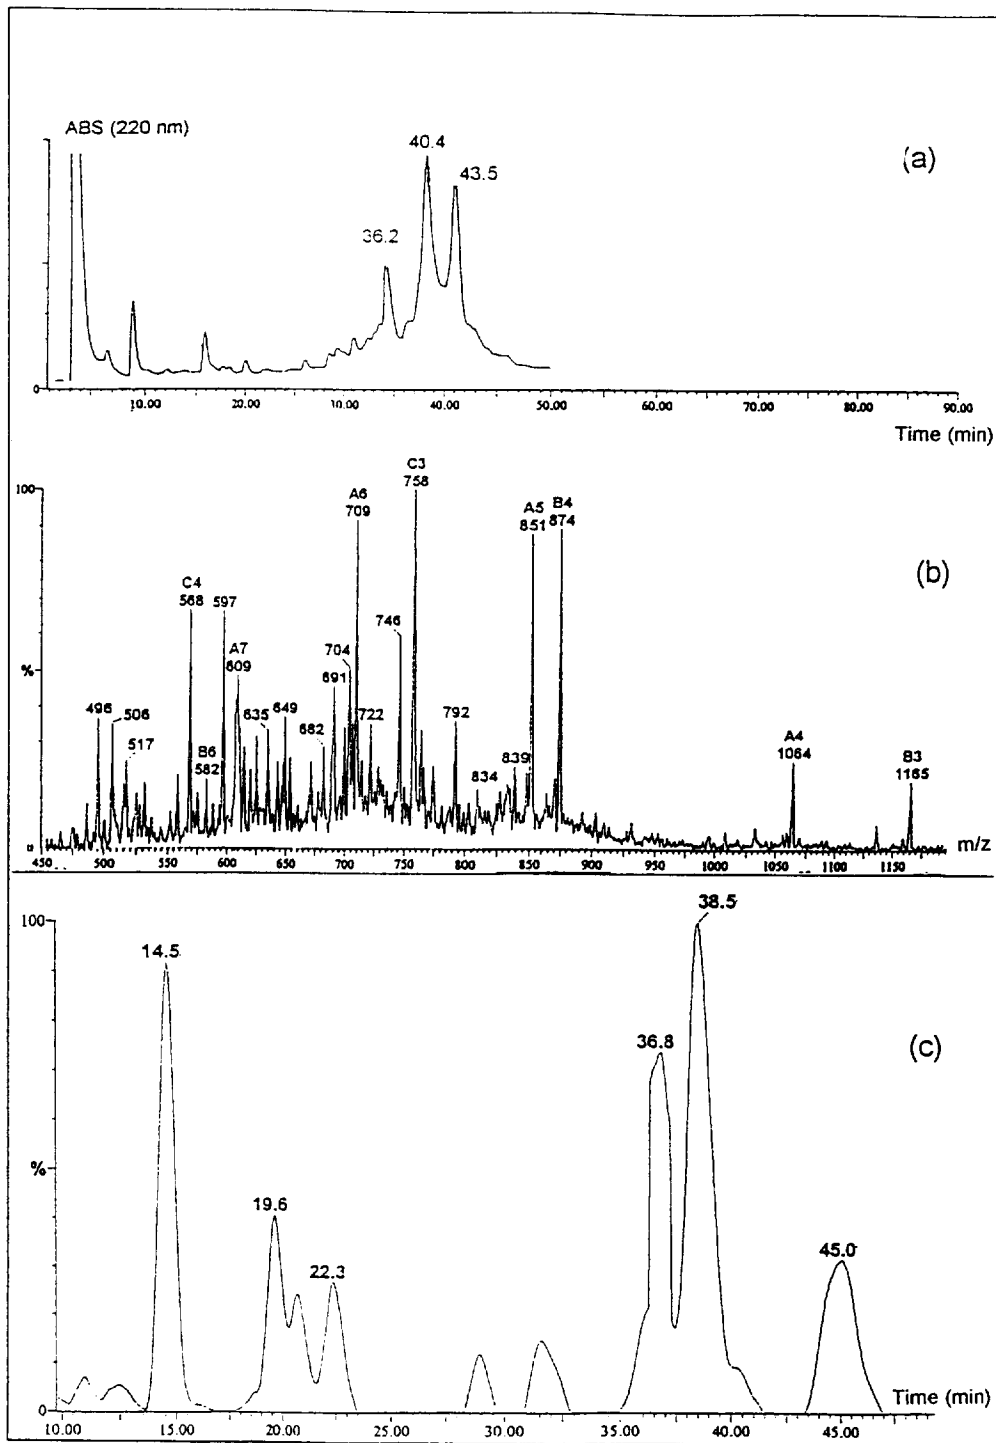 ABS (220 nm)
40.4
(a)
43.5
36.2
0
10.00 20.00 30.00 40.00 50.00 60.00 70.00 80.00 90.00
Time (min)
C3
100 758
A6
709
A5 B4
851 874
(b)
C4
568 597
746
A7
609
704
%
691
496
506
635 649
722
792
517
682
B6
582
834
839
A4
1064
B3
1165
0
450 500 550 600 650 700 750 800 850 900 950 1000 1050 1100 1150
m/z
38.5
100
14.5
(c)
36.8
%
19.6
45.0
22.3
Time (min)
0
10.00 15.00 20.00 25.00 30.00 35.00 40.00 45.00